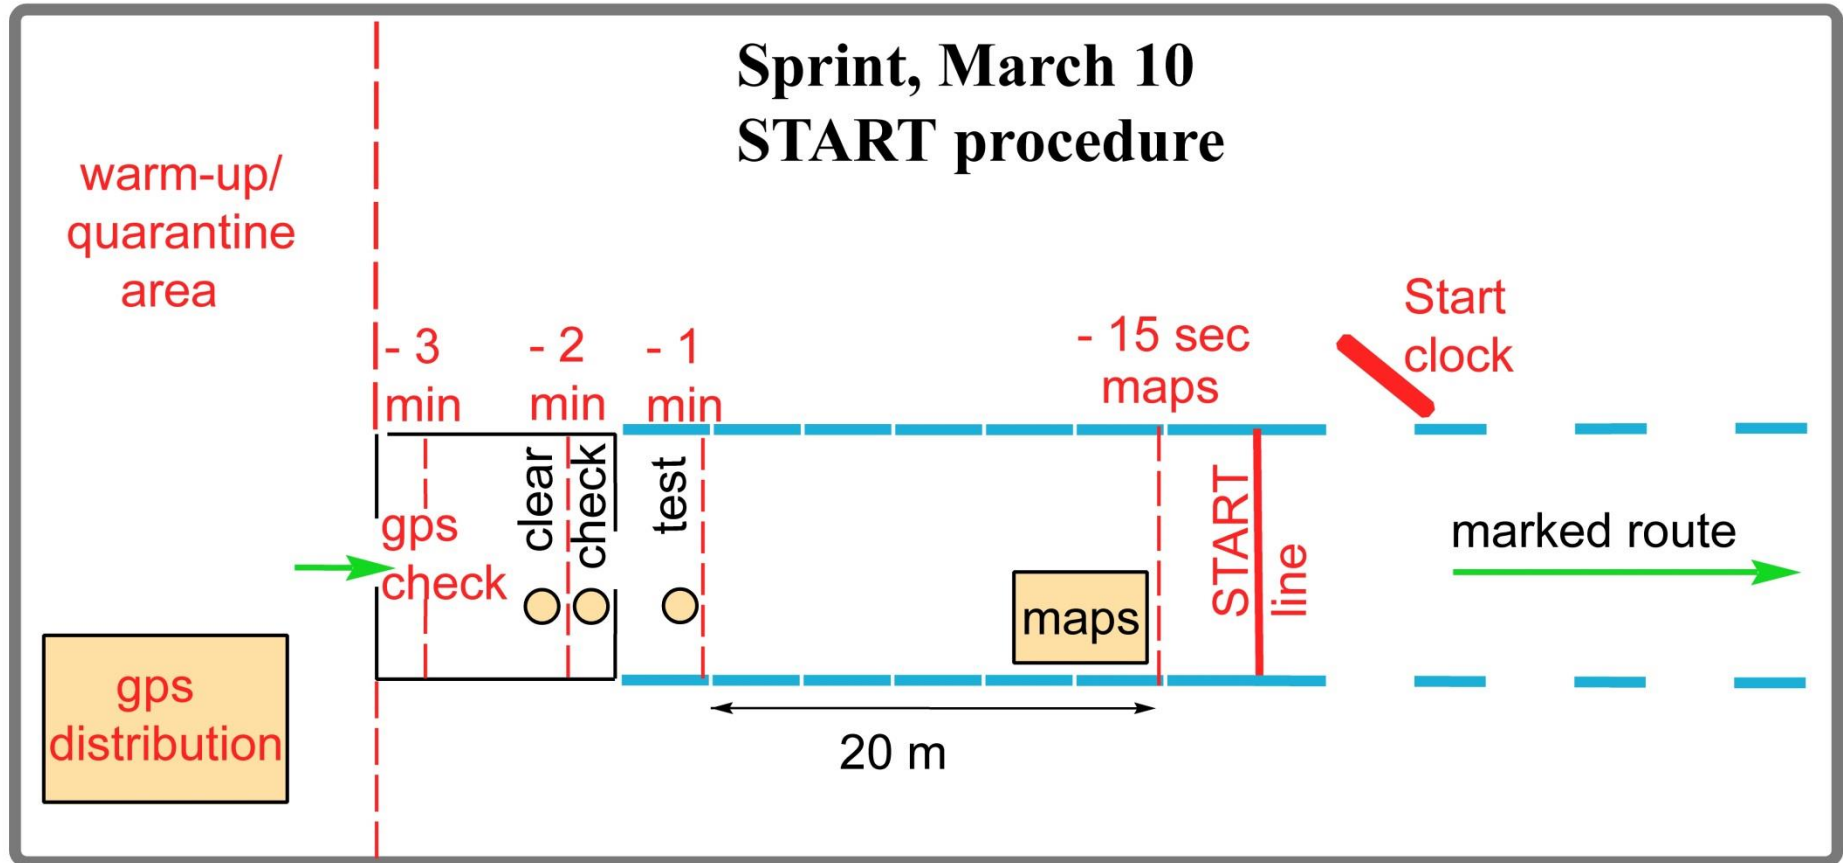 Sprint, March 10
START procedure
warm-up/
quarantine
area
- 3
min
- 2
min
- 1
min
- 15 sec
maps
Start
clock
gps
check
clear
check
test
maps
START
line
marked route
gps
distribution
20 m